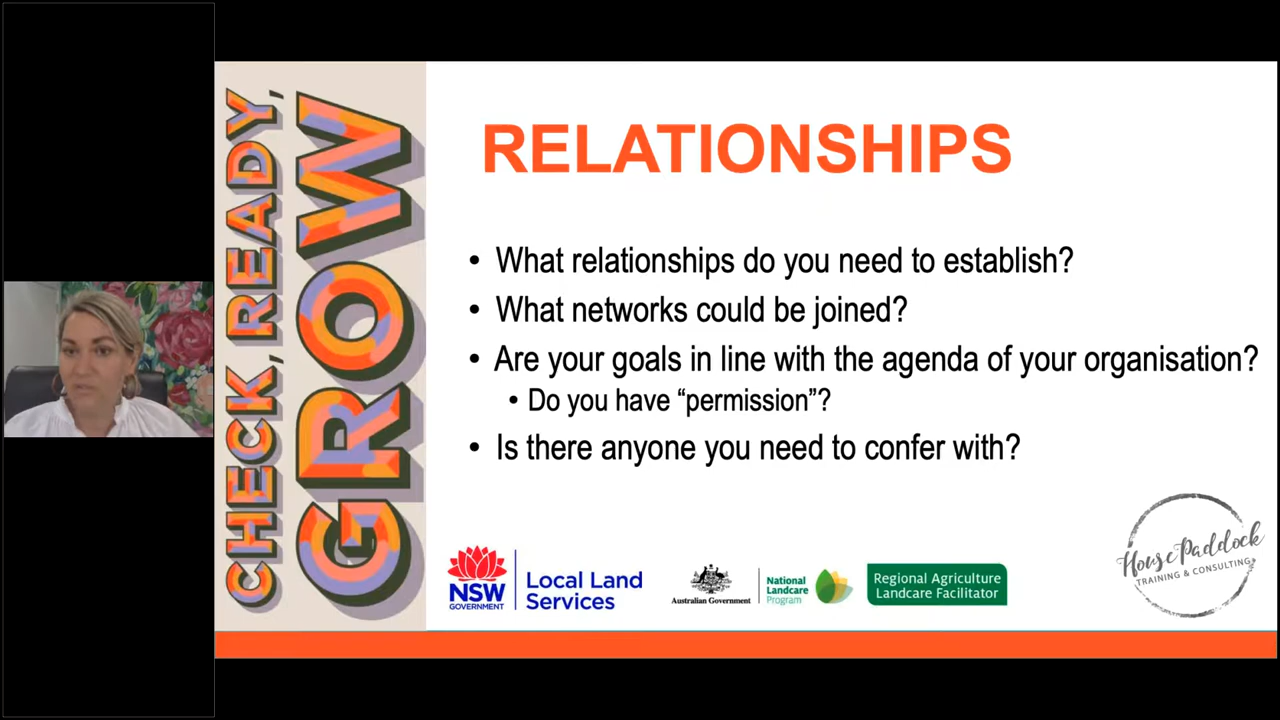 CHECK, READY,
GROW
RELATIONSHIPS
• What relationships do you need to establish?
• What networks could be joined?
• Are your goals in line with the agenda of your organisation?
• Do you have “permission”?
• Is there anyone you need to confer with?
NSW
GOVERNMENT
Local Land
Services
Australian Government
National
Landcare
Program
Regional Agriculture
Landcare Facilitator
House Paddock
TRAINING & CONSULTING